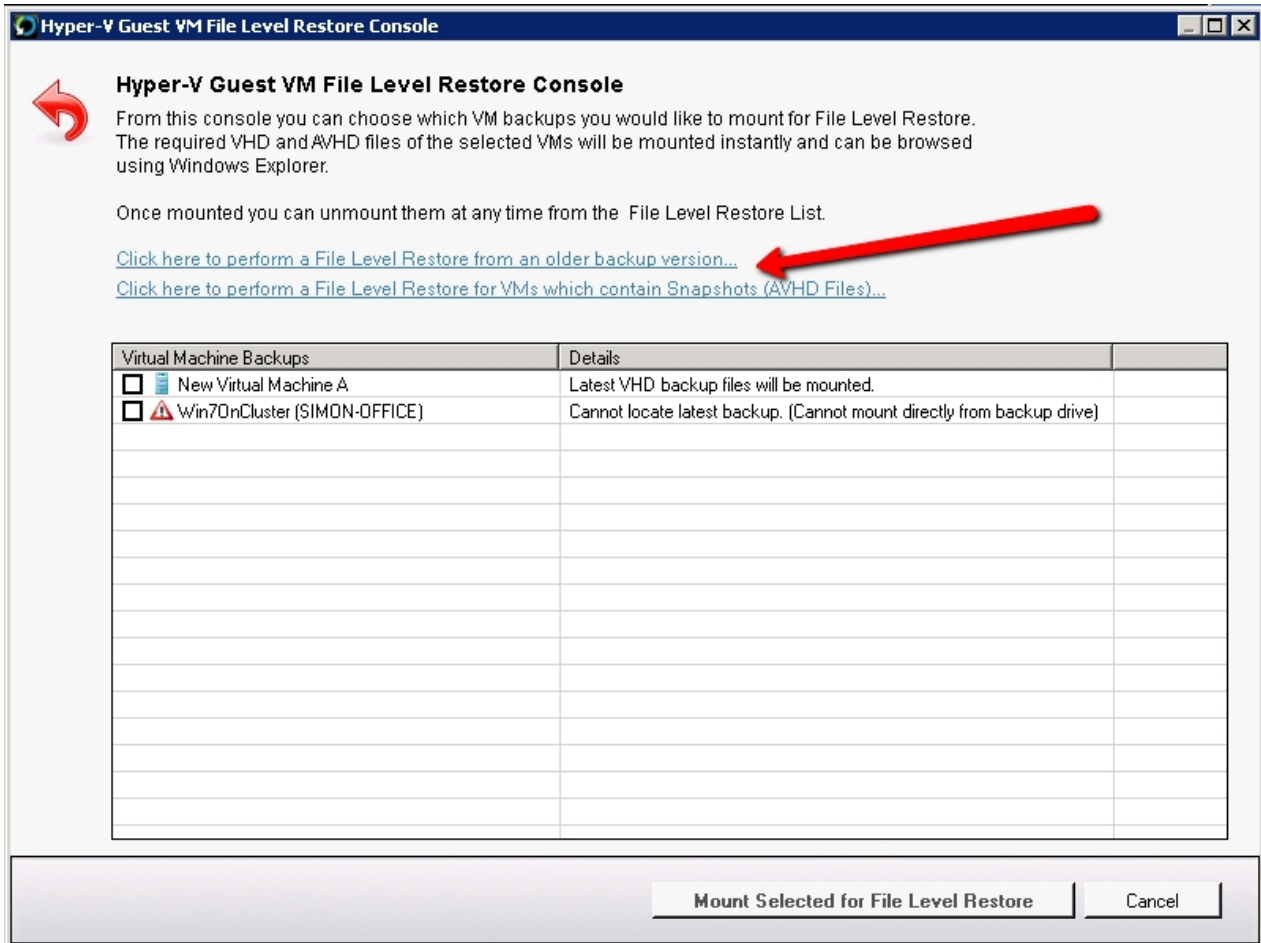 Hyper-V Guest VM File Level Restore Console
Hyper-V Guest VM File Level Restore Console
From this console you can choose which VM backups you would like to mount for File Level Restore.
The required VHD and AVHD files of the selected VMs will be mounted instantly and can be browsed
using Windows Explorer.
Once mounted you can unmount them at any time from the File Level Restore List.
Click here to perform a File Level Restore from an older backup version...
Click here to perform a File Level Restore for VMs which contain Snapshots (AVHD Files)...
Virtual Machine Backups Details
New Virtual Machine A Latest VHD backup files will be mounted.
Win7OnCluster (SIMON-OFFICE) Cannot locate latest backup. (Cannot mount directly from backup drive)
Mount Selected for File Level Restore Cancel